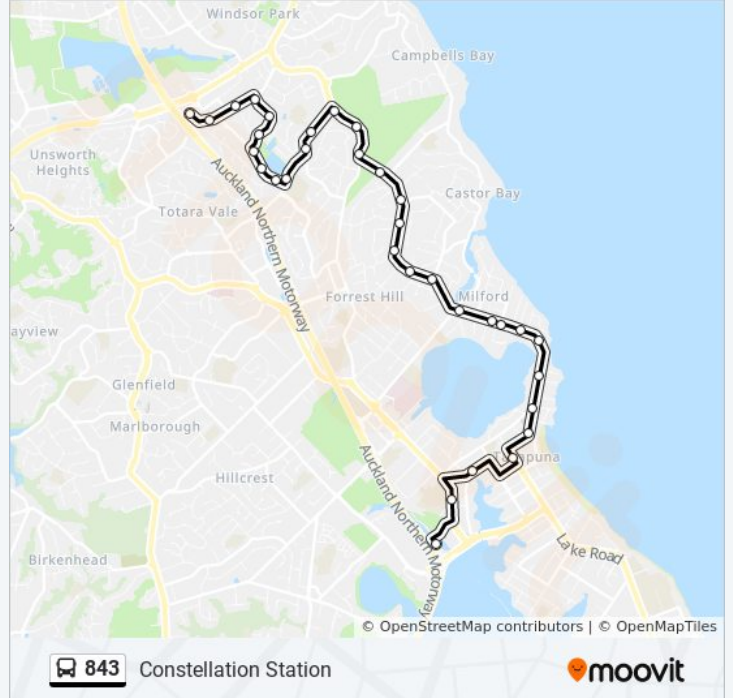 Windsor Park
Campbells Bay
Unsworth
Heights
Totara Vale
Castor Bay
Auckland Northern Motorway
Forrest Hill
Milford
ayview
Glenfield
Marlborough
Hillcrest
Auckland Northern Motorway
Birkenhead
Lake Road
© OpenStreetMap contributors | © OpenMapTiles
843 Constellation Station
moovit